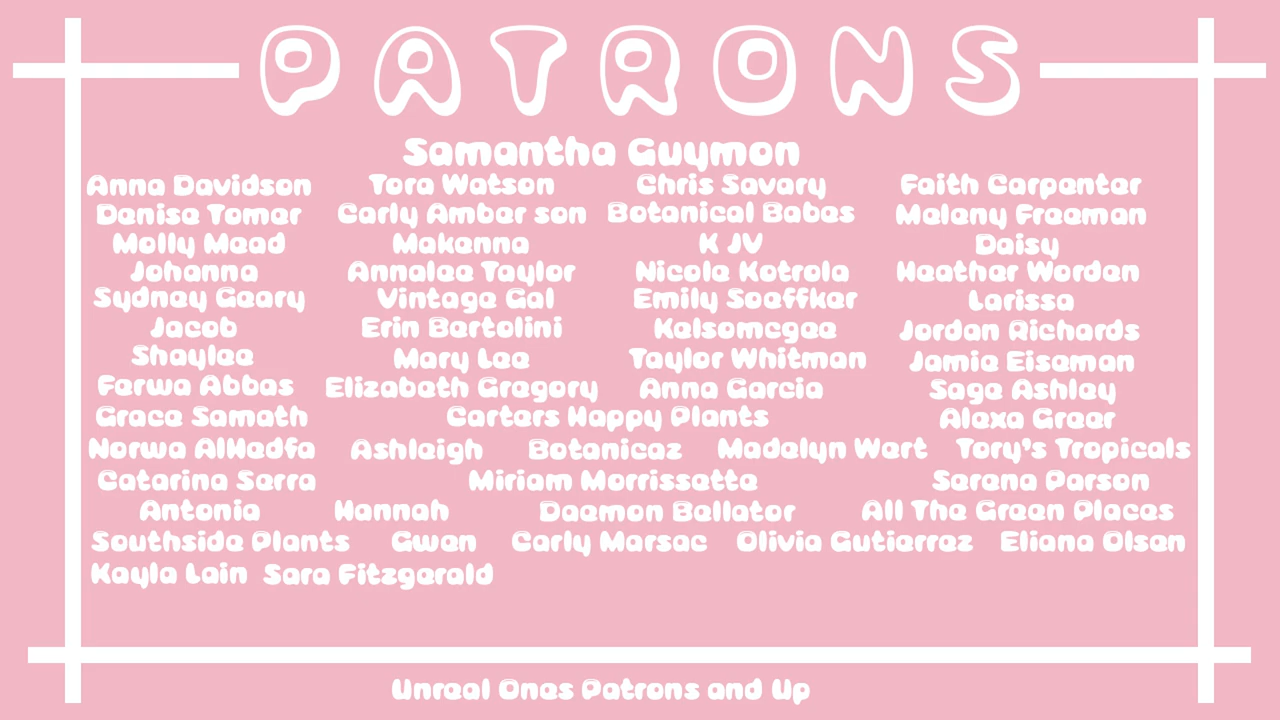 PATRONS
Samantha Guymon
Anna Davidson Tora Watson Chris Savary Faith Carpenter
Denise Tomer Carly Amber son Botanical Babes Meleny Freeman
Molly Mead Makenna K JV Daisy
Johanna Annalee Taylor Nicole Kotrola Heather Worden
Sydney Geary Vintage Gal Emily Soeffker Larissa
Jacob Erin Bertolini Kelsomcgee Jordan Richards
Shaylee Mary Lee Taylor Whitman Jamie Eiseman
Ferwa Abbas Elizabeth Gregory Anna Garcia Sage Ashley
Grace Samath Carters Happy Plants Alexa Greer
Norwa AlHedfa Ashleigh Botanicaz Madelyn Wert Tory's Tropicals
Catarina Serra Miriam Morrissette Serena Parson
Antonia Hannah Daemon Bellator All The Green Places
Southside Plants Gwen Carly Marsac Olivia Gutierrez Eliana Olsen
Kayla Lain Sara Fitzgerald
Unreal Ones Patrons and Up